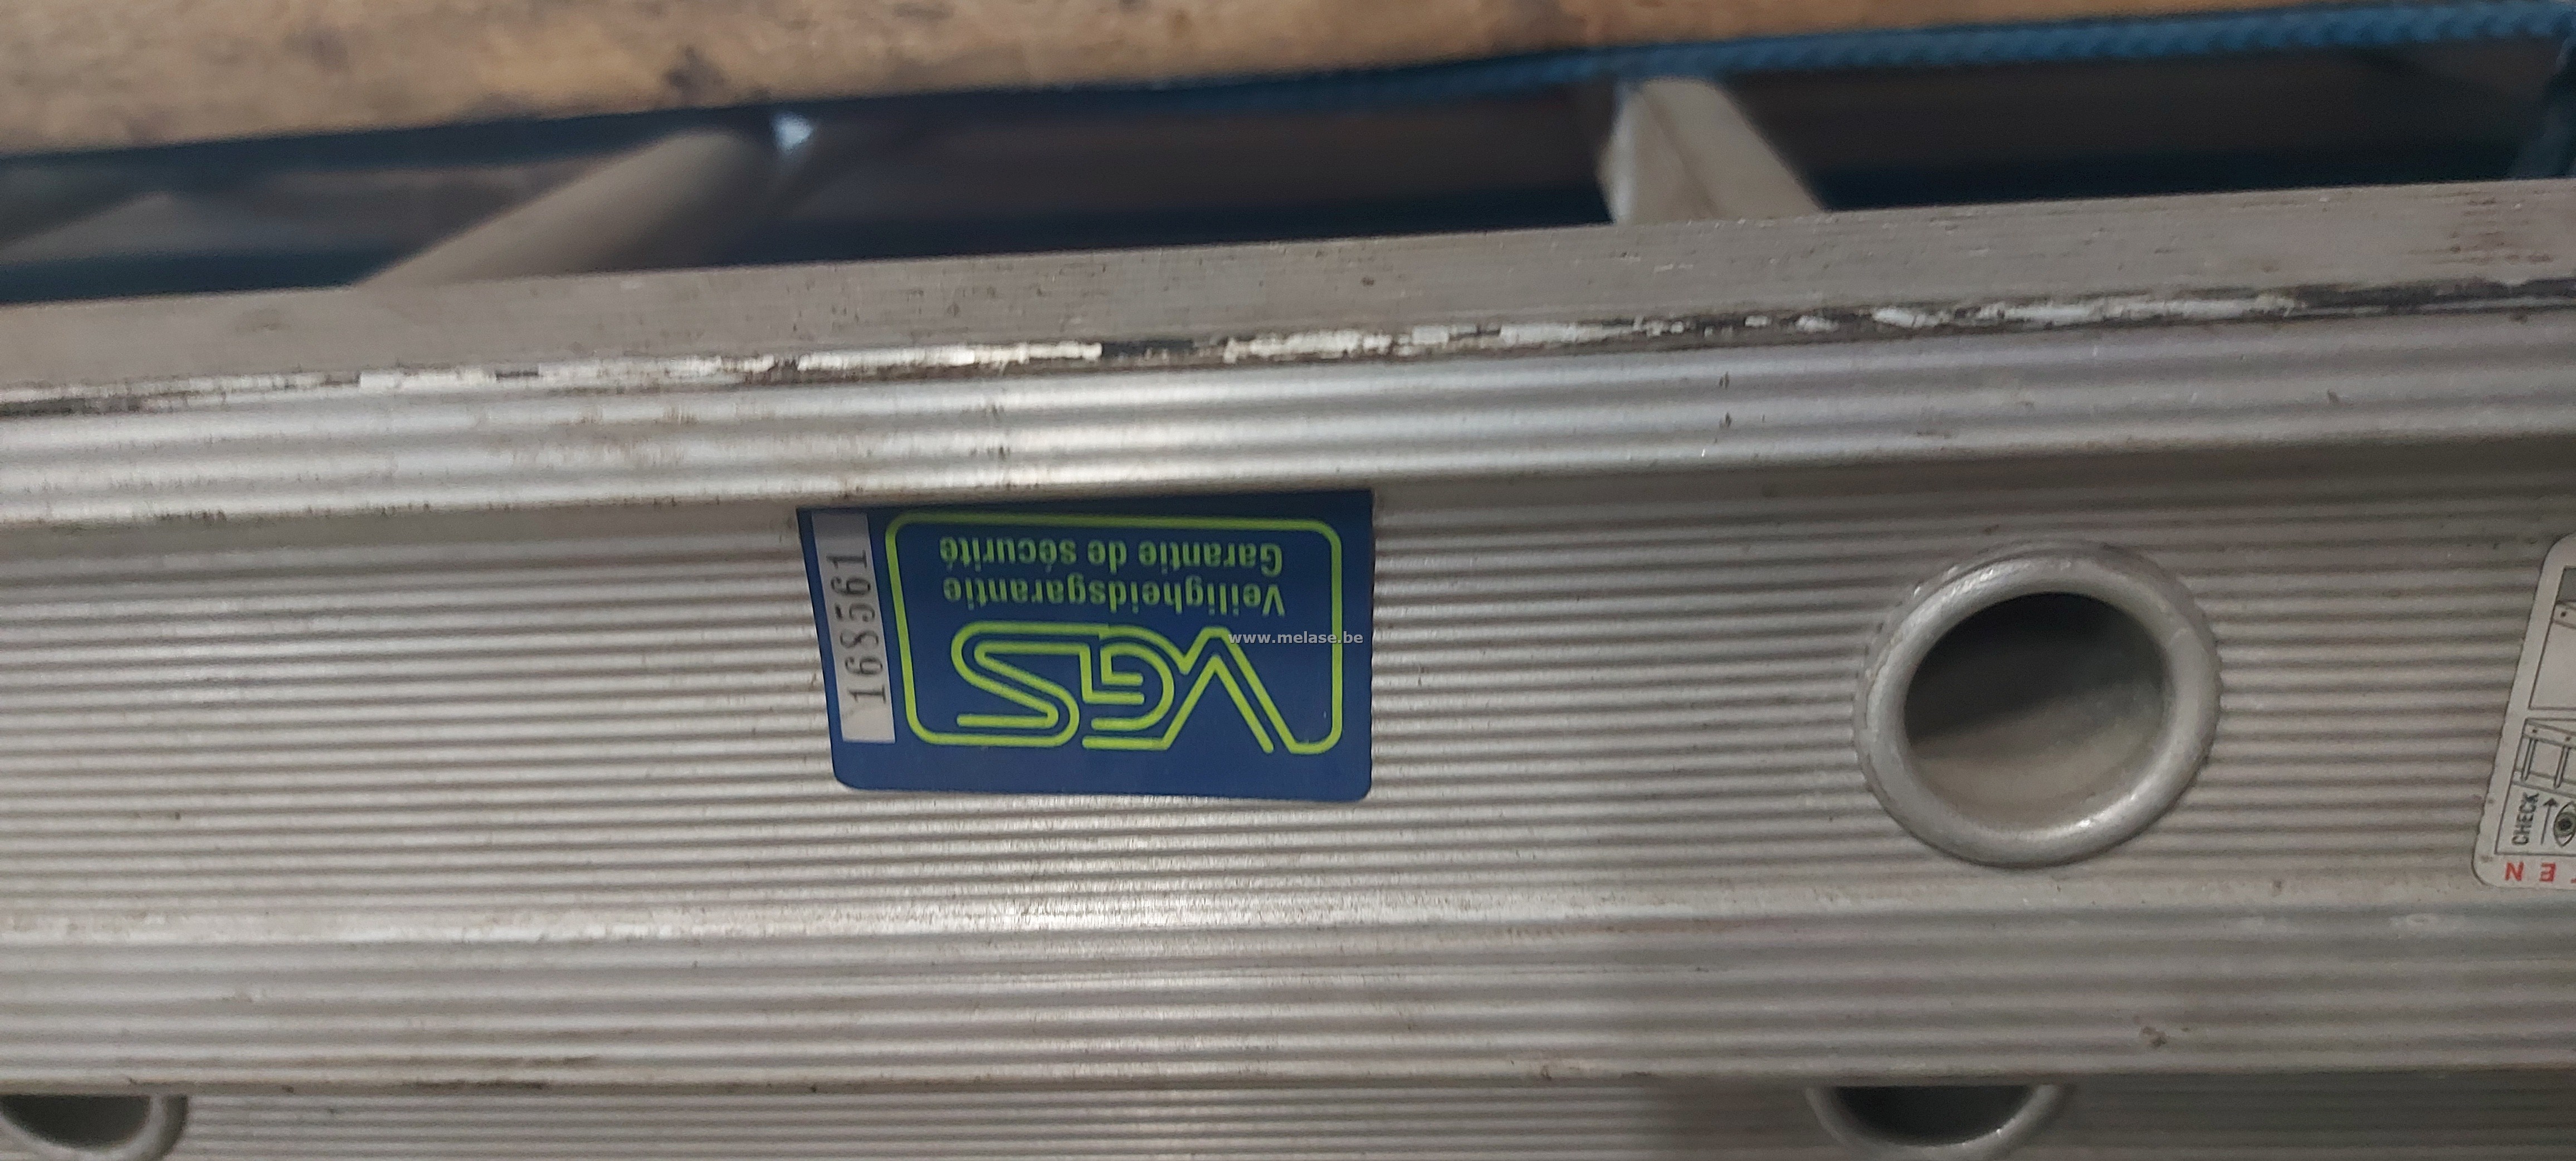 VGS
Veiligheidsgarantie
Garantie de sécurité
168561
www.melase.be
CHECK